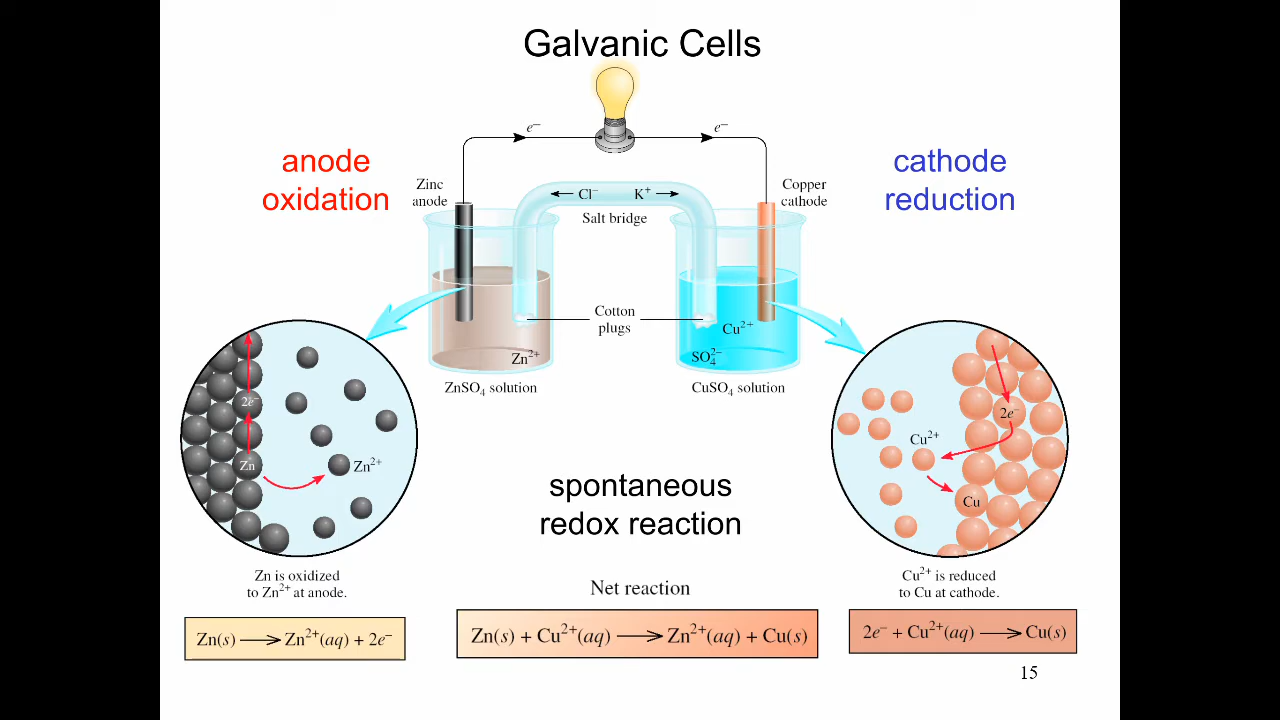 Galvanic Cells
e⁻
e⁻
anode
oxidation
cathode
reduction
Zinc
anode
Cl⁻
K⁺
Salt bridge
Copper
cathode
Cotton
plugs
Zn²⁺
Cu²⁺
SO₄²⁻
ZnSO₄ solution
CuSO₄ solution
2e⁻
Zn
Zn²⁺
2e⁻
Cu²⁺
Cu
spontaneous
redox reaction
Zn is oxidized
to Zn²⁺ at anode.
Net reaction
Cu²⁺ is reduced
to Cu at cathode.
Zn(s) ⟶ Zn²⁺(aq) + 2e⁻
Zn(s) + Cu²⁺(aq) ⟶ Zn²⁺(aq) + Cu(s)
2e⁻ + Cu²⁺(aq) ⟶ Cu(s)
15